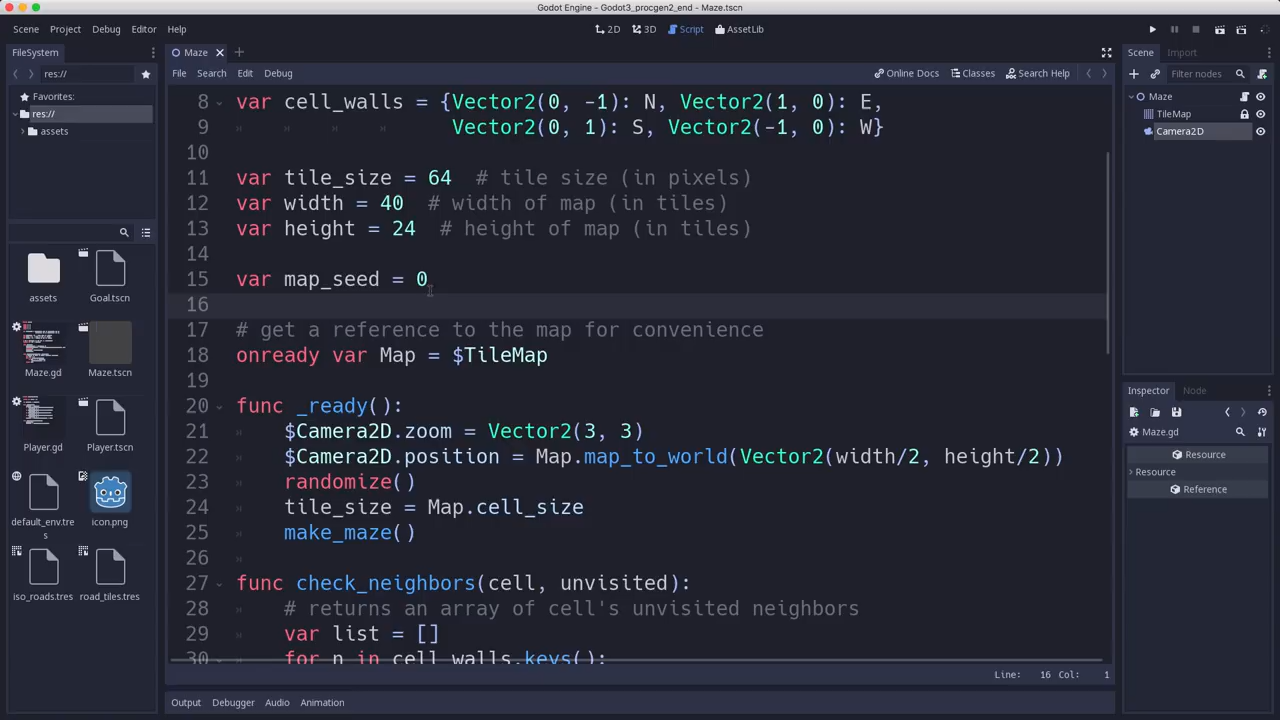 Godot Engine - Godot3_procgen2_end - Maze.tscn
Scene Project Debug Editor Help
2D 3D Script AssetLib
FileSystem
Maze
Scene Import
res://
File Search Edit Debug
Online Docs Classes Search Help
Filter nodes
Favorites:
res://
assets
Maze
TileMap
Camera2D
8 var cell_walls = {Vector2(0, -1): N, Vector2(1, 0): E,
9 Vector2(0, 1): S, Vector2(-1, 0): W}
10
11 var tile_size = 64 # tile size (in pixels)
12 var width = 40 # width of map (in tiles)
13 var height = 24 # height of map (in tiles)
14
15 var map_seed = 0
16
17 # get a reference to the map for convenience
18 onready var Map = $TileMap
19
20 func _ready():
21 $Camera2D.zoom = Vector2(3, 3)
22 $Camera2D.position = Map.map_to_world(Vector2(width/2, height/2))
23 randomize()
24 tile_size = Map.cell_size
25 make_maze()
26
27 func check_neighbors(cell, unvisited):
28 # returns an array of cell's unvisited neighbors
29 var list = []
30 for n in cell_walls.keys():
assets Goal.tscn
Maze.gd Maze.tscn
Player.gd Player.tscn
default_env.tre
s
icon.png
iso_roads.tres road_tiles.tres
Inspector Node
Maze.gd
Resource
Resource
Reference
Line: 16 Col: 1
Output Debugger Audio Animation